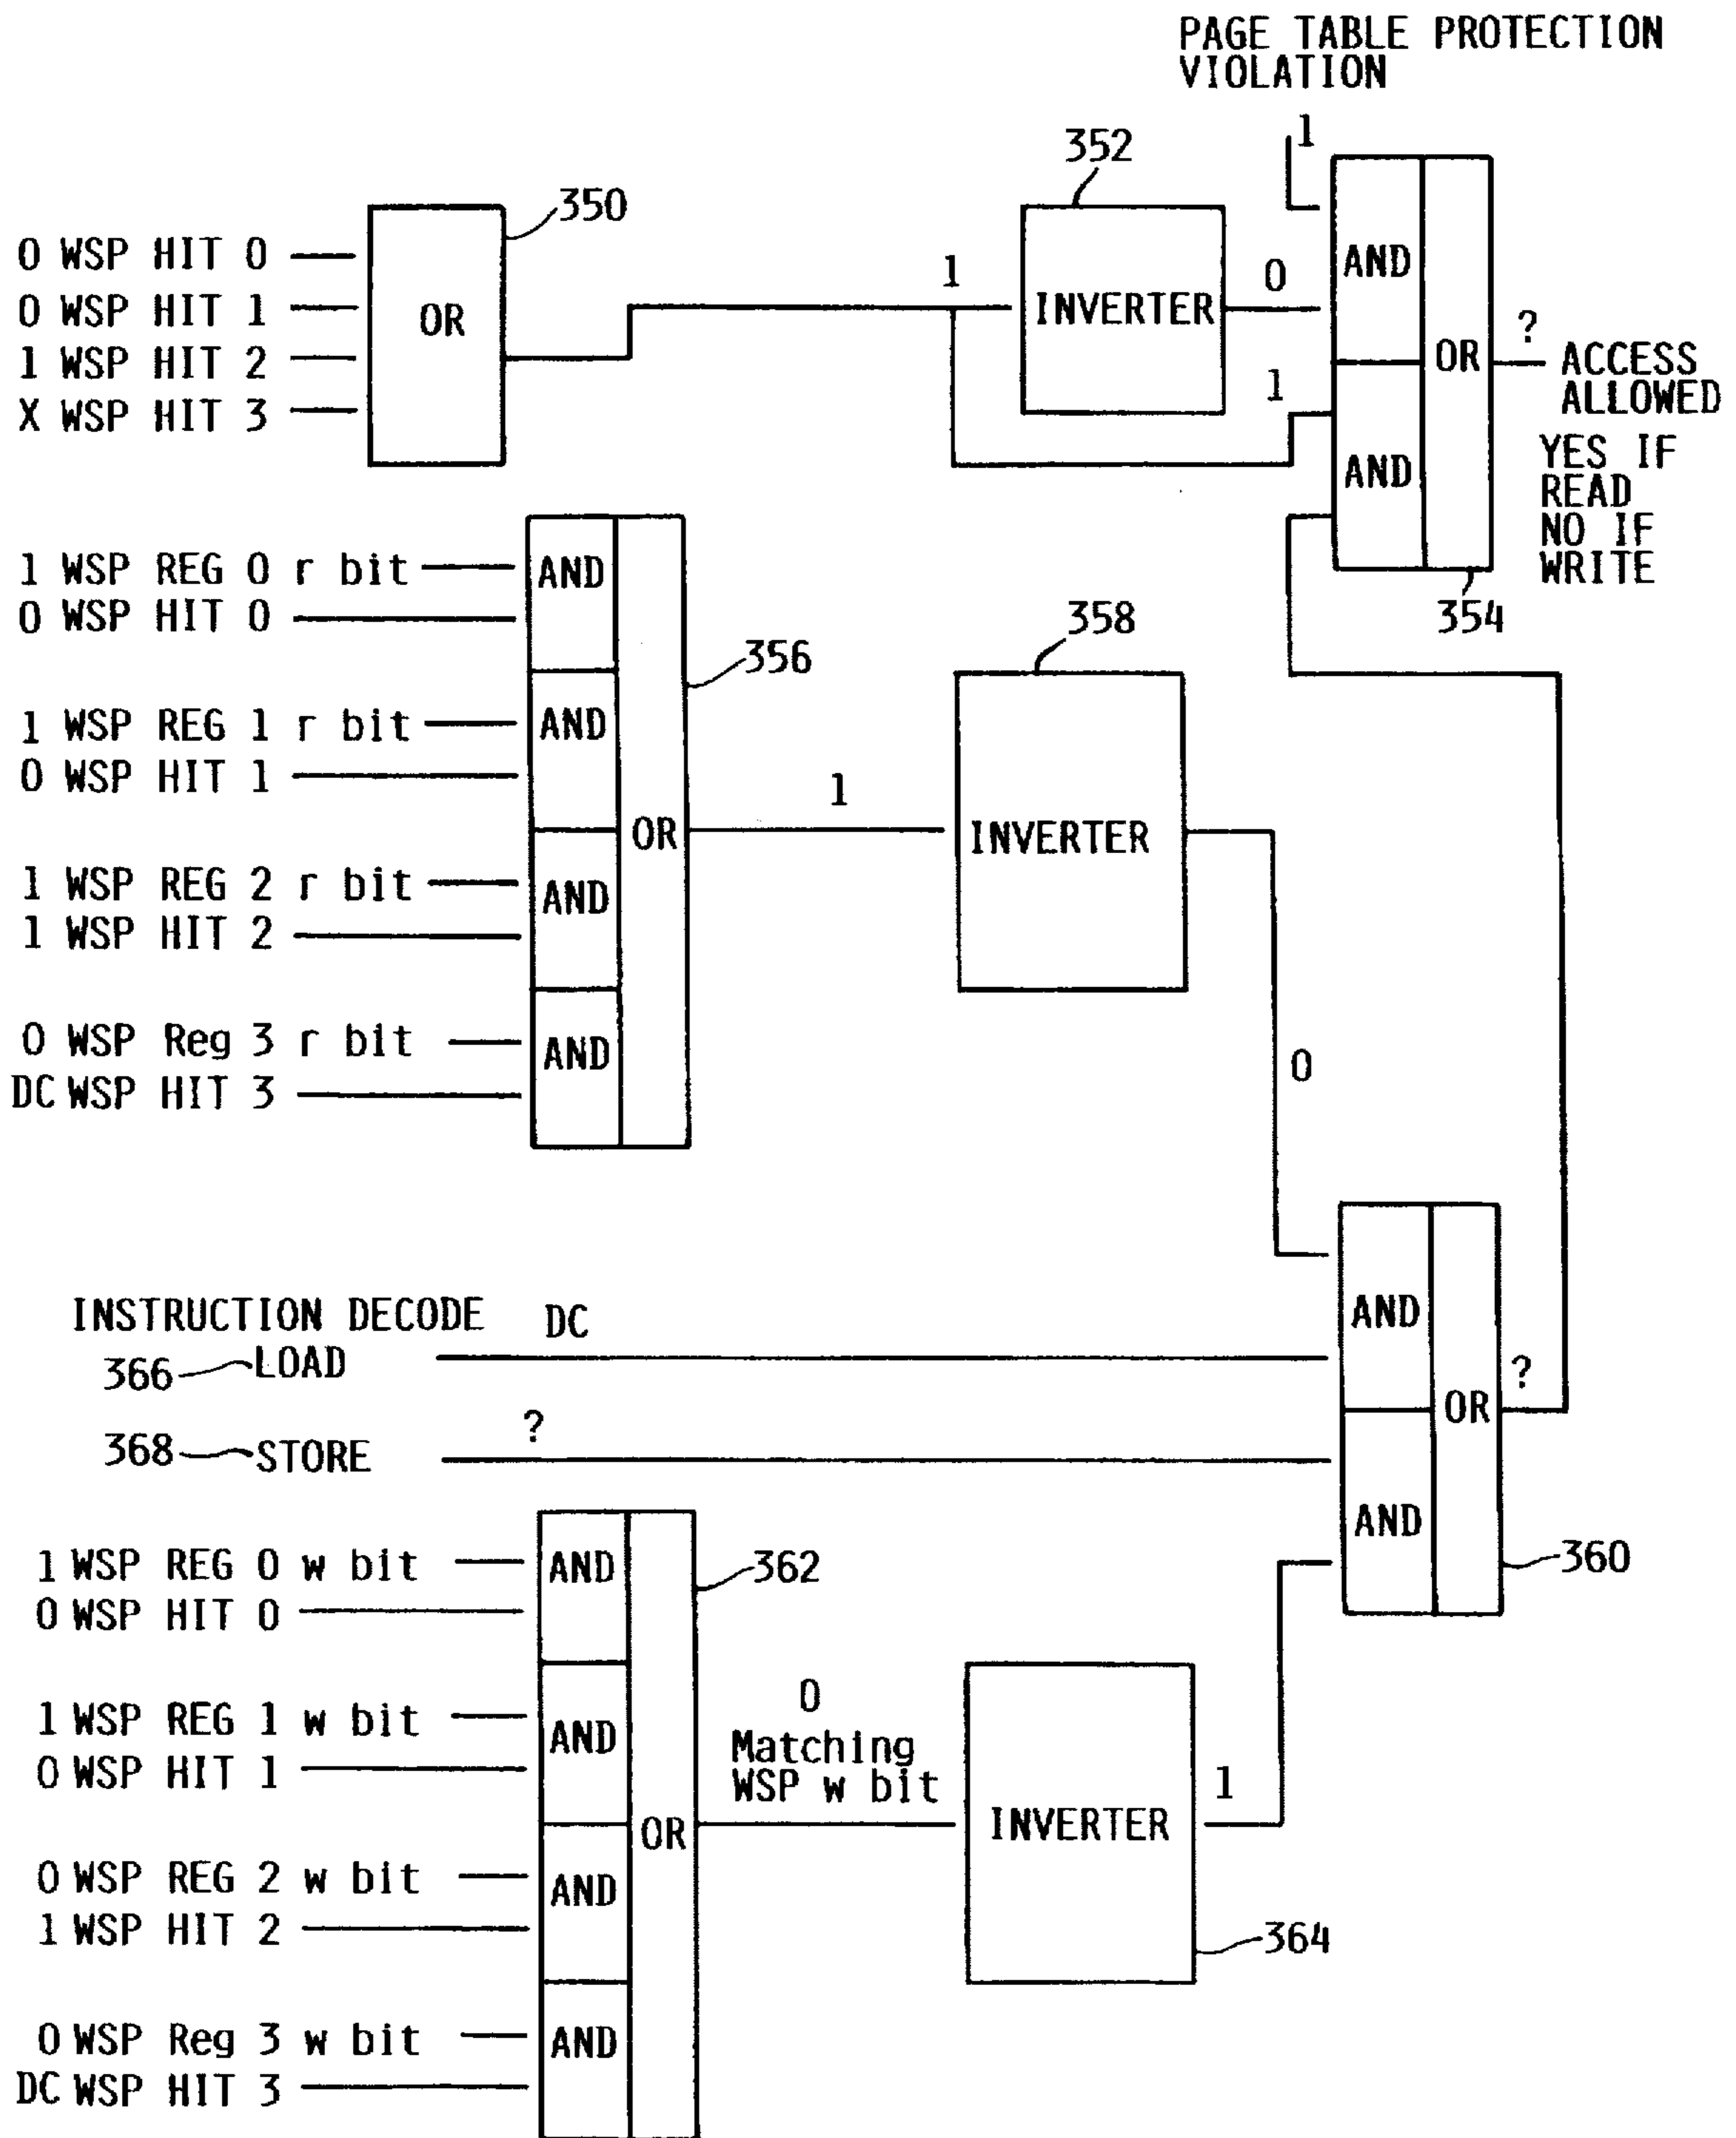 PAGE TABLE PROTECTION
VIOLATION
1
352
350
0 WSP HIT 0
0 WSP HIT 1
1 WSP HIT 2
X WSP HIT 3
OR
1
INVERTER
0
1
AND
AND
OR
?
ACCESS
ALLOWED
YES IF
READ
NO IF
WRITE
354
1 WSP REG 0 r bit
0 WSP HIT 0
1 WSP REG 1 r bit
0 WSP HIT 1
1 WSP REG 2 r bit
1 WSP HIT 2
0 WSP Reg 3 r bit
DC WSP HIT 3
AND
AND
AND
AND
OR
356
1
358
INVERTER
0
INSTRUCTION DECODE
366 LOAD
DC
368 STORE
?
AND
AND
OR
?
360
1 WSP REG 0 w bit
0 WSP HIT 0
1 WSP REG 1 w bit
0 WSP HIT 1
0 WSP REG 2 w bit
1 WSP HIT 2
0 WSP Reg 3 w bit
DC WSP HIT 3
AND
AND
AND
AND
OR
362
0
Matching
WSP w bit
INVERTER
1
364